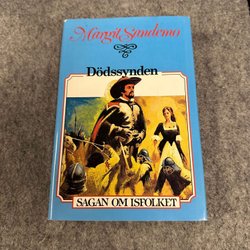 Margit Sandemo
Dödssynden
SAGAN OM ISFOLKET